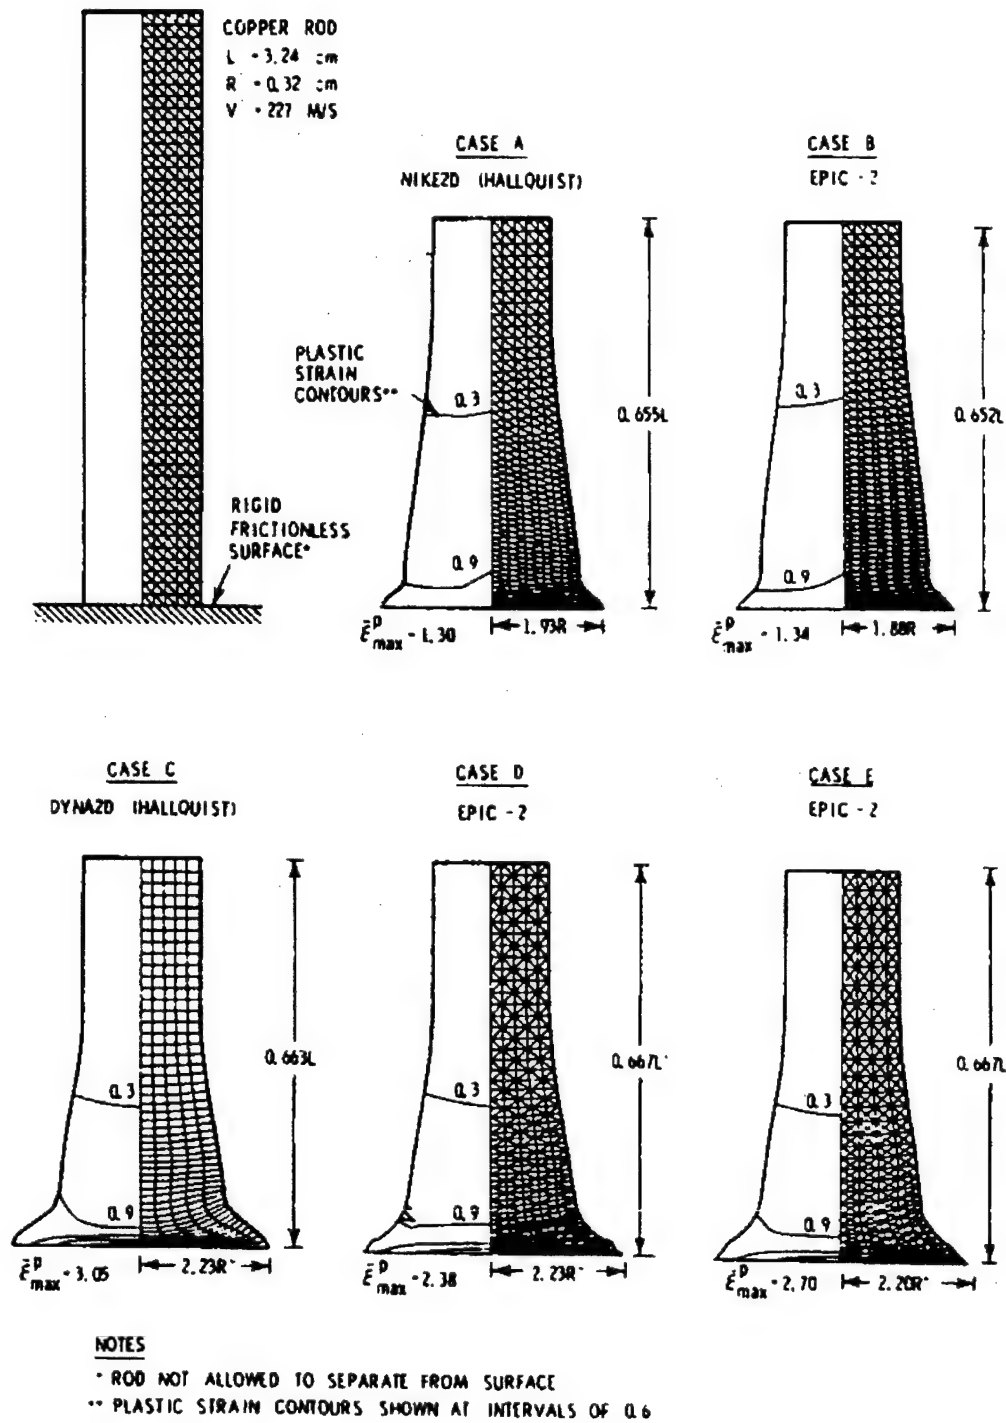 COPPER ROD
L = 3.24 cm
R = 0.32 cm
V = 227 M/S
CASE A
NIKE2D (HALLQUIST)
CASE B
EPIC - 2
PLASTIC
STRAIN
CONTOURS**
0.3
0.655L
0.3
0.652L
RIGID
FRICTIONLESS
SURFACE*
0.9
0.9
ε̄ᵖmax = 1.30
1.93R
ε̄ᵖmax = 1.34
1.88R
CASE C
DYNA2D (HALLQUIST)
CASE D
EPIC - 2
CASE E
EPIC - 2
0.663L
0.667L
0.667L
0.3
0.3
0.3
0.9
0.9
0.9
ε̄ᵖmax = 3.05
2.23R
ε̄ᵖmax = 2.38
2.23R
ε̄ᵖmax = 2.70
2.20R
NOTES
* ROD NOT ALLOWED TO SEPARATE FROM SURFACE
** PLASTIC STRAIN CONTOURS SHOWN AT INTERVALS OF 0.6